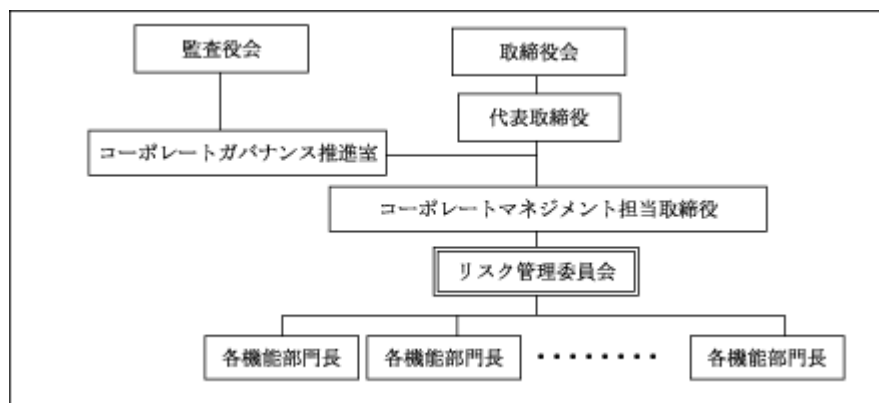 監査役会
取締役会
代表取締役
コーポレートガバナンス推進室
コーポレートマネジメント担当取締役
リスク管理委員会
各機能部門長
各機能部門長
・・・・・・・・
各機能部門長